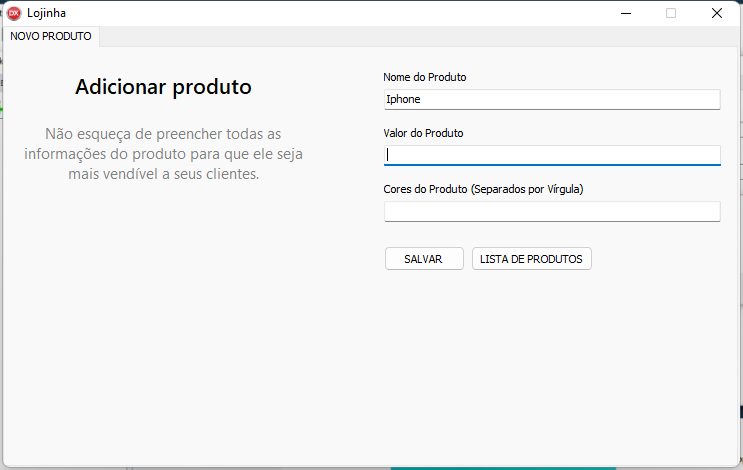 DX Lojinha
NOVO PRODUTO
Adicionar produto
Não esqueça de preencher todas as
informações do produto para que ele seja
mais vendível a seus clientes.
Nome do Produto
Iphone
Valor do Produto
Cores do Produto (Separados por Vírgula)
SALVAR LISTA DE PRODUTOS